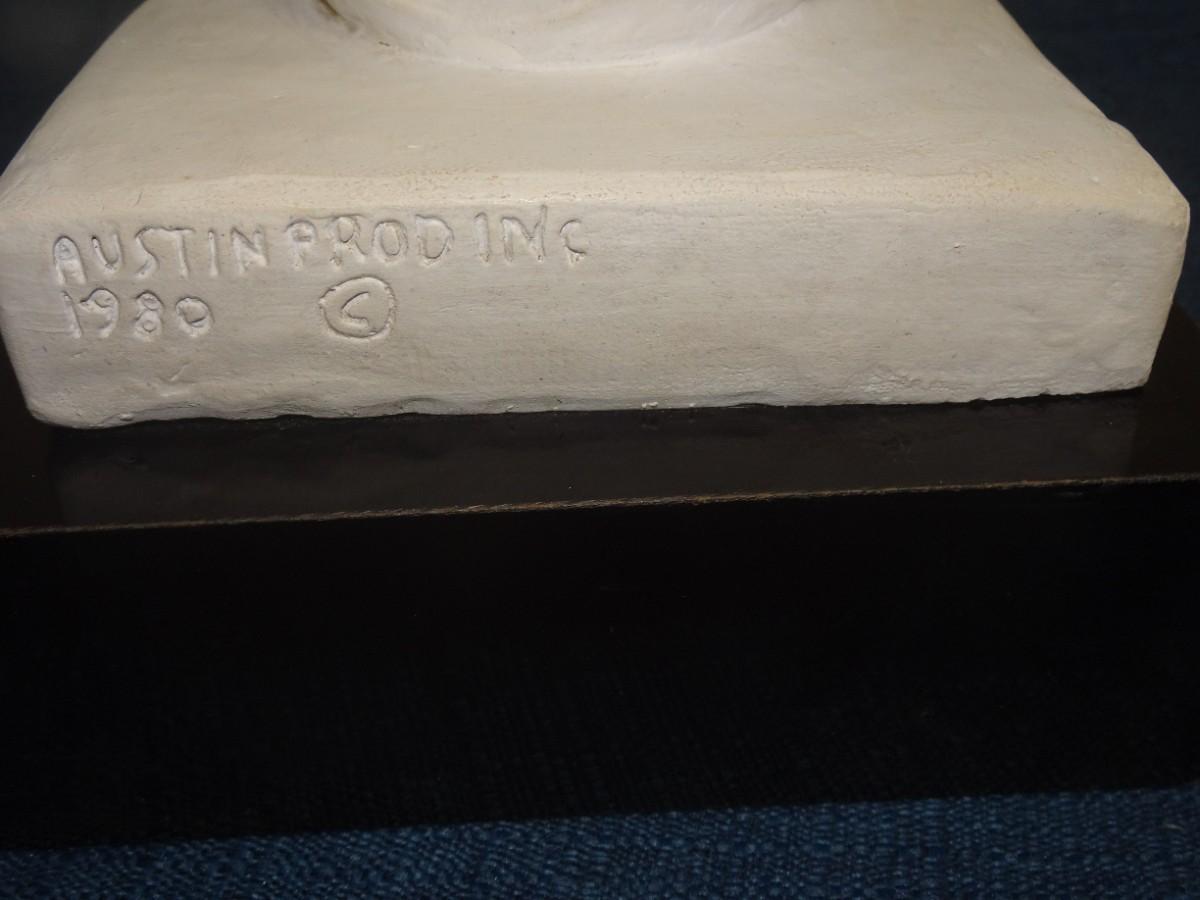 AUSTIN PROD INC
1980 ©